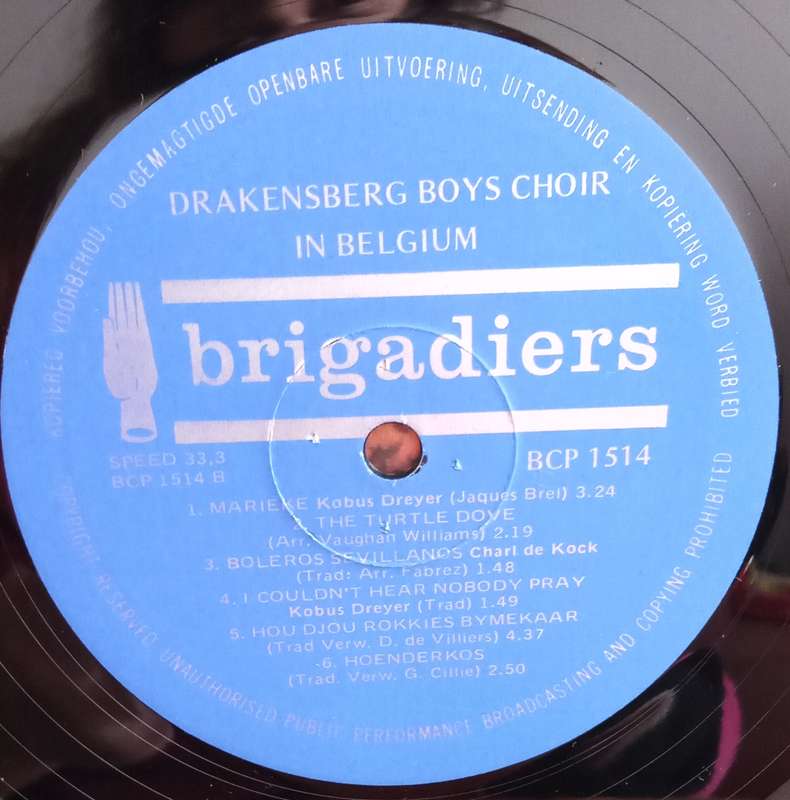 KOPIEREG VOORBEHOU, ONGEMAGTIGDE OPENBARE UITVOERING, UITSENDING EN KOPIERING WORD VERBIED
DRAKENSBERG BOYS CHOIR
IN BELGIUM
brigadiers
SPEED 33,3
BCP 1514 B
BCP 1514
1. MARIEKE Kobus Dreyer (Jaques Brel) 3.24
2. THE TURTLE DOVE
(Arr. Vaughan Williams) 2.19
3. BOLEROS SEVILLANOS Charl de Kock
(Trad: Arr. Fabrez) 1.48
4. I COULDN'T HEAR NOBODY PRAY
Kobus Dreyer (Trad) 1.49
5. HOU DJOU ROKKIES BYMEKAAR
(Trad Verw. D. de Villiers) 4.37
-6. HOENDERKOS
(Trad. Verw. G. Cillie) 2.50
COPYRIGHT RESERVED UNAUTHORISED PUBLIC PERFORMANCE BROADCASTING AND COPYING PROHIBITED